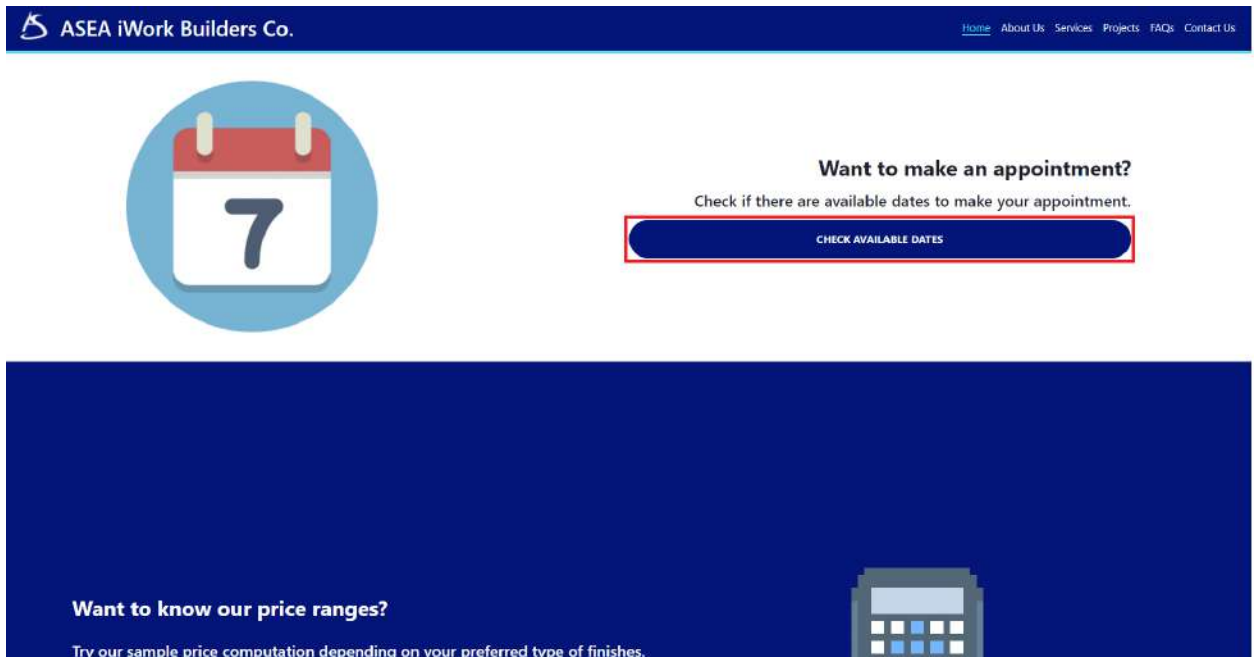 ASEA iWork Builders Co.
Home About Us Services Projects FAQs Contact Us
7
Want to make an appointment?
Check if there are available dates to make your appointment.
CHECK AVAILABLE DATES
Want to know our price ranges?
Try our sample price computation depending on your preferred type of finishes.